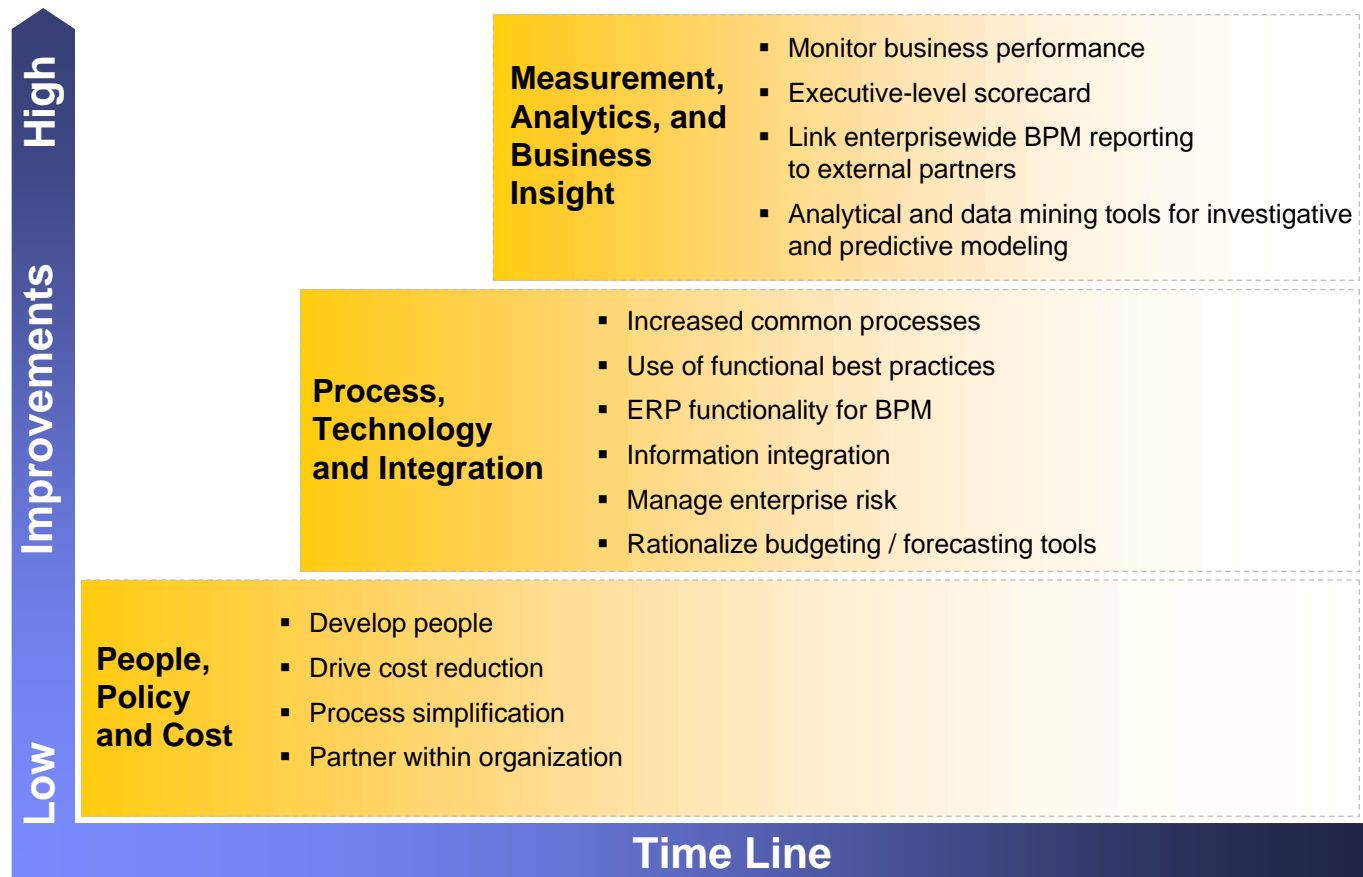 High
Improvements
Low
Measurement,
Analytics, and
Business
Insight
▪ Monitor business performance
▪ Executive-level scorecard
▪ Link enterprisewide BPM reporting
to external partners
▪ Analytical and data mining tools for investigative
and predictive modeling
Process,
Technology
and Integration
▪ Increased common processes
▪ Use of functional best practices
▪ ERP functionality for BPM
▪ Information integration
▪ Manage enterprise risk
▪ Rationalize budgeting / forecasting tools
People,
Policy
and Cost
▪ Develop people
▪ Drive cost reduction
▪ Process simplification
▪ Partner within organization
Time Line